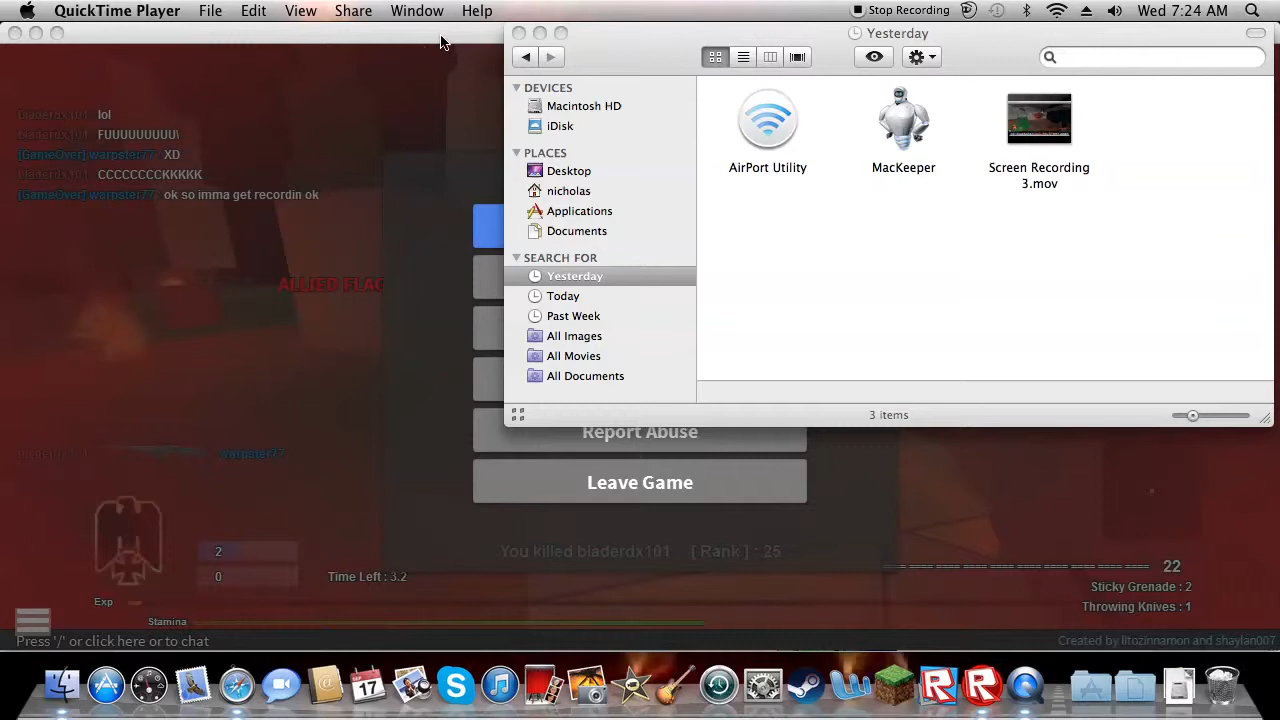 QuickTime Player File Edit View Share Window Help Stop Recording Wed 7:24 AM
Yesterday
DEVICES
Macintosh HD
iDisk
PLACES
Desktop
nicholas
Applications
Documents
SEARCH FOR
Yesterday
Today
Past Week
All Images
All Movies
All Documents
AirPort Utility
MacKeeper
Screen Recording
3.mov
3 items
bladerdx101 : lol
bladerdx101 : FUUUUUUUUU\
[GameOver] warpster77 : XD
bladerdx101 : CCCCCCCCKKKKK
[GameOver] warpster77 : ok so imma get recordin ok
ALLIED FLAG
Report Abuse
warpster77
Leave Game
You killed bladerdx101 [ Rank ] : 25
2
0
Time Left : 3.2
==== ==== ==== ==== ==== ==== ==== ==== 22
Sticky Grenade : 2
Throwing Knives : 1
Exp
Stamina
Press '/' or click here or to chat
Created by litozinnamon and shaylan007
SEP
17